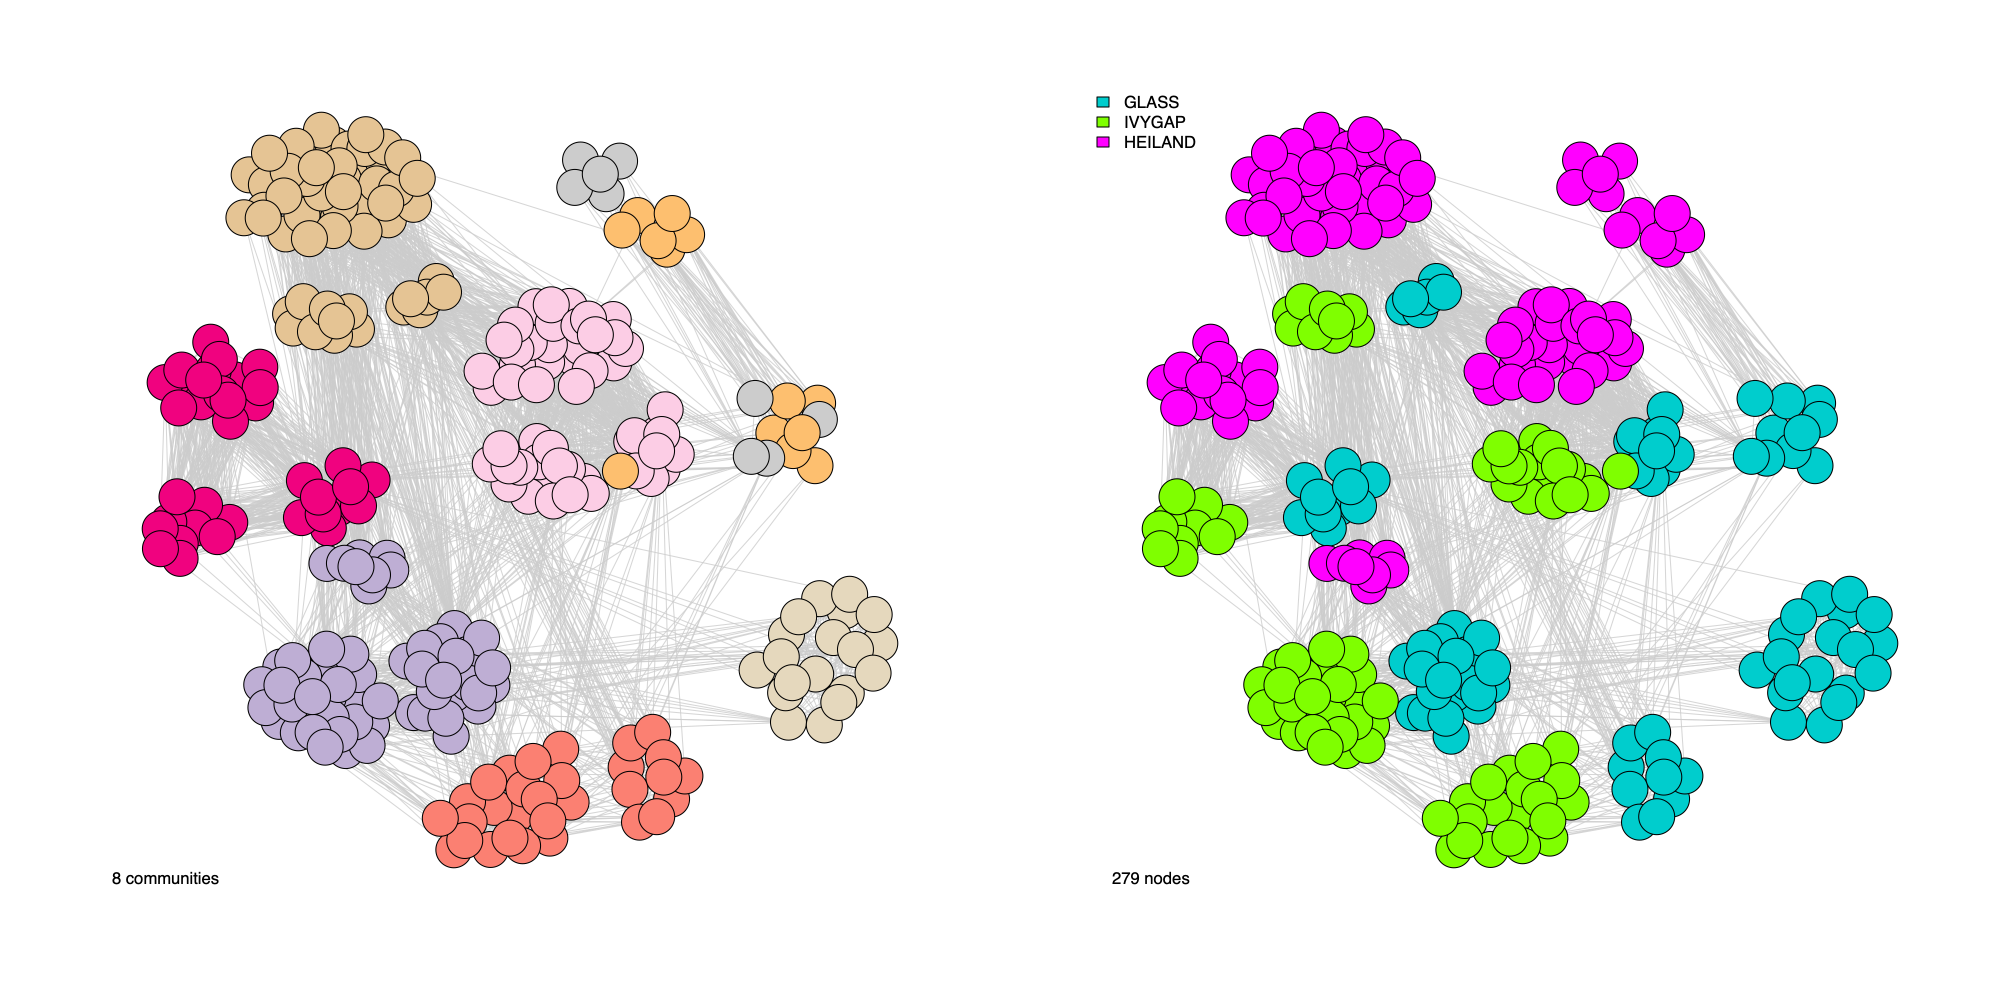 GLASS
IVYGAP
HEILAND
8 communities
279 nodes